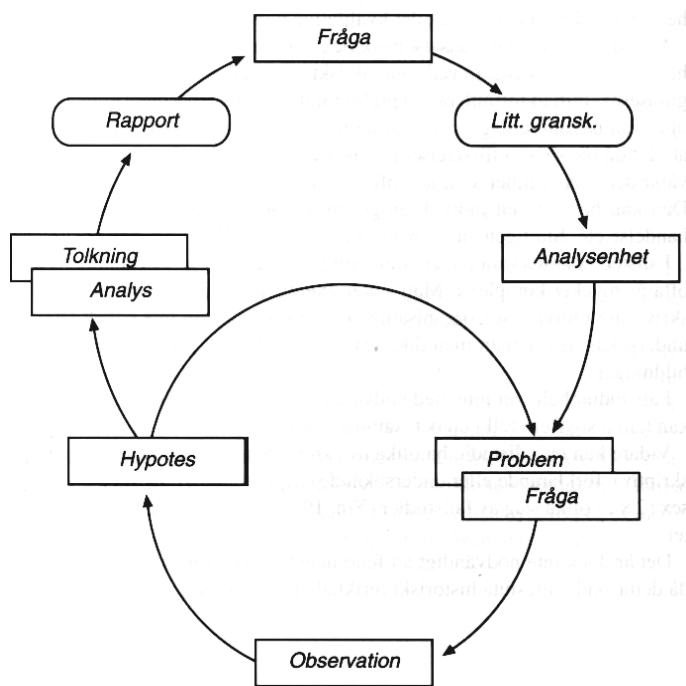 Fråga
Rapport
Litt. gransk.
Tolkning
Analys
Analysenhet
Hypotes
Problem
Fråga
Observation